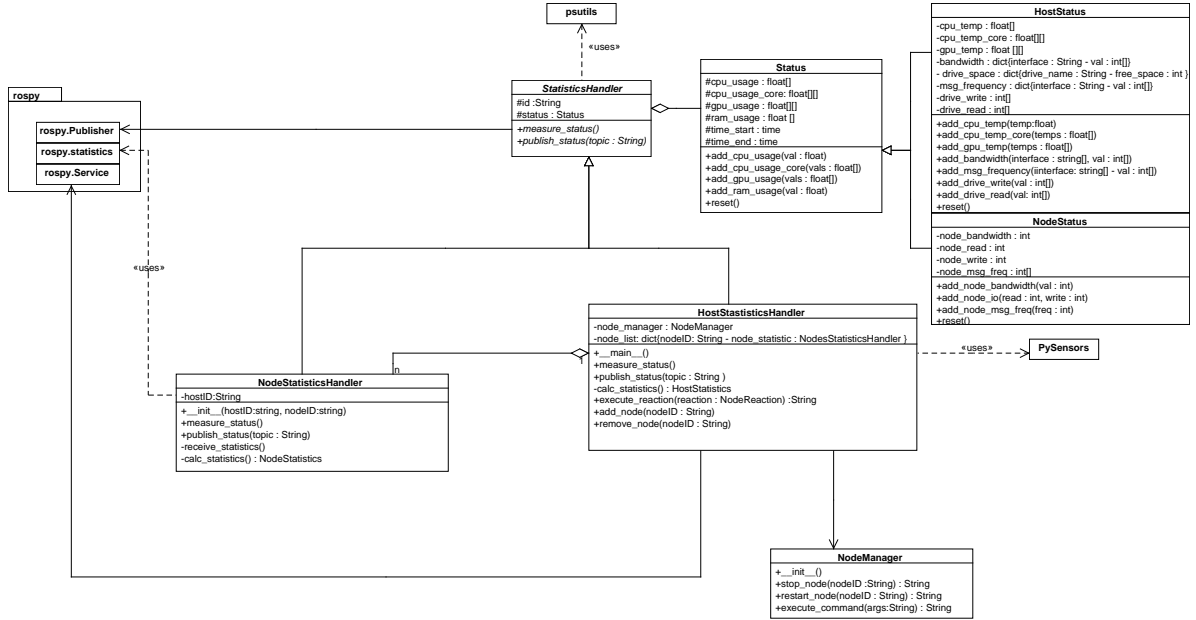 psutils
«uses»
rospy
rospy.Publisher
rospy.statistics
rospy.Service
StatisticsHandler
#id :String
#status : Status
+measure_status()
+publish_status(topic : String)
Status
#cpu_usage : float[]
#cpu_usage_core: float[][]
#gpu_usage : float[][]
#ram_usage : float []
#time_start : time
#time_end : time
+add_cpu_usage(val : float)
+add_cpu_usage_core(vals : float[])
+add_gpu_usage(vals : float[])
+add_ram_usage(val : float)
+reset()
HostStatus
-cpu_temp : float[]
-cpu_temp_core : float[][]
-gpu_temp : float [][]
-bandwidth : dict{interface : String - val : int[]}
- drive_space : dict{drive_name : String - free_space : int }
-msg_frequency : dict{interface : String - val : int[]}
-drive_write : int[]
-drive_read : int[]
+add_cpu_temp(temp:float)
+add_cpu_temp_core(temps : float[])
+add_gpu_temp(temps : float[])
+add_bandwidth(interface : string[], val : int[])
+add_msg_frequency(iinterface: string[] - val : int[])
+add_drive_write(val : int[])
+add_drive_read(val: int[])
+reset()
NodeStatus
-node_bandwidth : int
-node_read : int
-node_write : int
-node_msg_freq : int[]
+add_node_bandwidth(val : int)
+add_node_io(read : int, write : int)
+add_node_msg_freq(freq : int)
+reset()
«uses»
HostStastisticsHandler
-node_manager : NodeManager
-node_list: dict{nodeID: String - node_statistic : NodesStatisticsHandler }
+__main__()
+measure_status()
+publish_status(topic : String )
-calc_statistics() : HostStatistics
+execute_reaction(reaction : NodeReaction) :String
+add_node(nodeID : String)
+remove_node(nodeID : String)
«uses»
PySensors
1
n
NodeStatisticsHandler
-hostID:String
+__init__(hostID:string, nodeID:string)
+measure_status()
+publish_status(topic : String)
-receive_statistics()
-calc_statistics() : NodeStatistics
NodeManager
+__init__()
+stop_node(nodeID :String) : String
+restart_node(nodeID : String) : String
+execute_command(args:String) : String